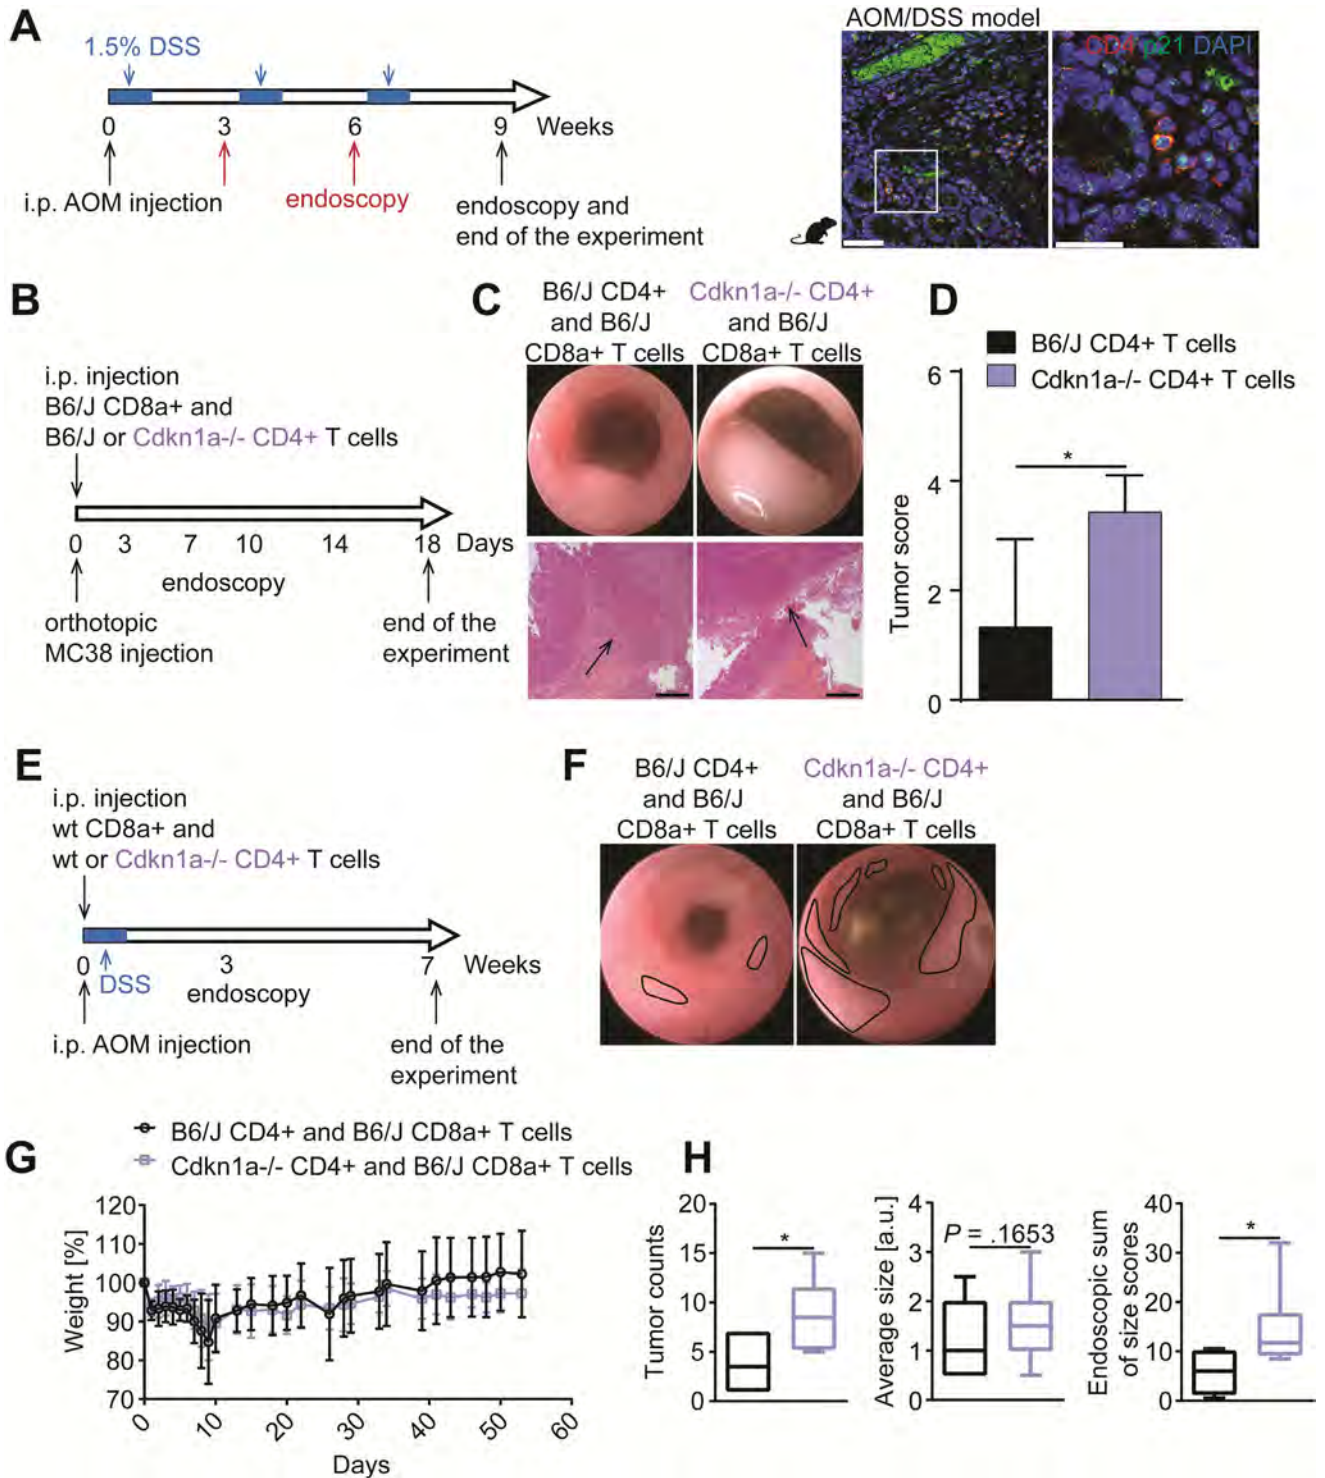 A
1.5% DSS
0 3 6 9 Weeks
i.p. AOM injection
endoscopy
endoscopy and
end of the experiment
AOM/DSS model
CD4 p21 DAPI
B
i.p. injection
B6/J CD8a+ and
B6/J or Cdkn1a-/- CD4+ T cells
0 3 7 10 14 18 Days
endoscopy
orthotopic
MC38 injection
end of the
experiment
C
B6/J CD4+
and B6/J
CD8a+ T cells
Cdkn1a-/- CD4+
and B6/J
CD8a+ T cells
D
B6/J CD4+ T cells
Cdkn1a-/- CD4+ T cells
Tumor score
6
4
2
0
*
E
i.p. injection
wt CD8a+ and
wt or Cdkn1a-/- CD4+ T cells
0 3 7 Weeks
DSS
endoscopy
i.p. AOM injection
end of the
experiment
F
B6/J CD4+
and B6/J
CD8a+ T cells
Cdkn1a-/- CD4+
and B6/J
CD8a+ T cells
G
B6/J CD4+ and B6/J CD8a+ T cells
Cdkn1a-/- CD4+ and B6/J CD8a+ T cells
Weight [%]
120
110
100
90
80
70
0 10 20 30 40 50 60
Days
H
Tumor counts
20
15
10
5
0
*
Average size [a.u.]
4
3
2
1
0
P = .1653
Endoscopic sum
of size scores
40
30
20
10
0
*